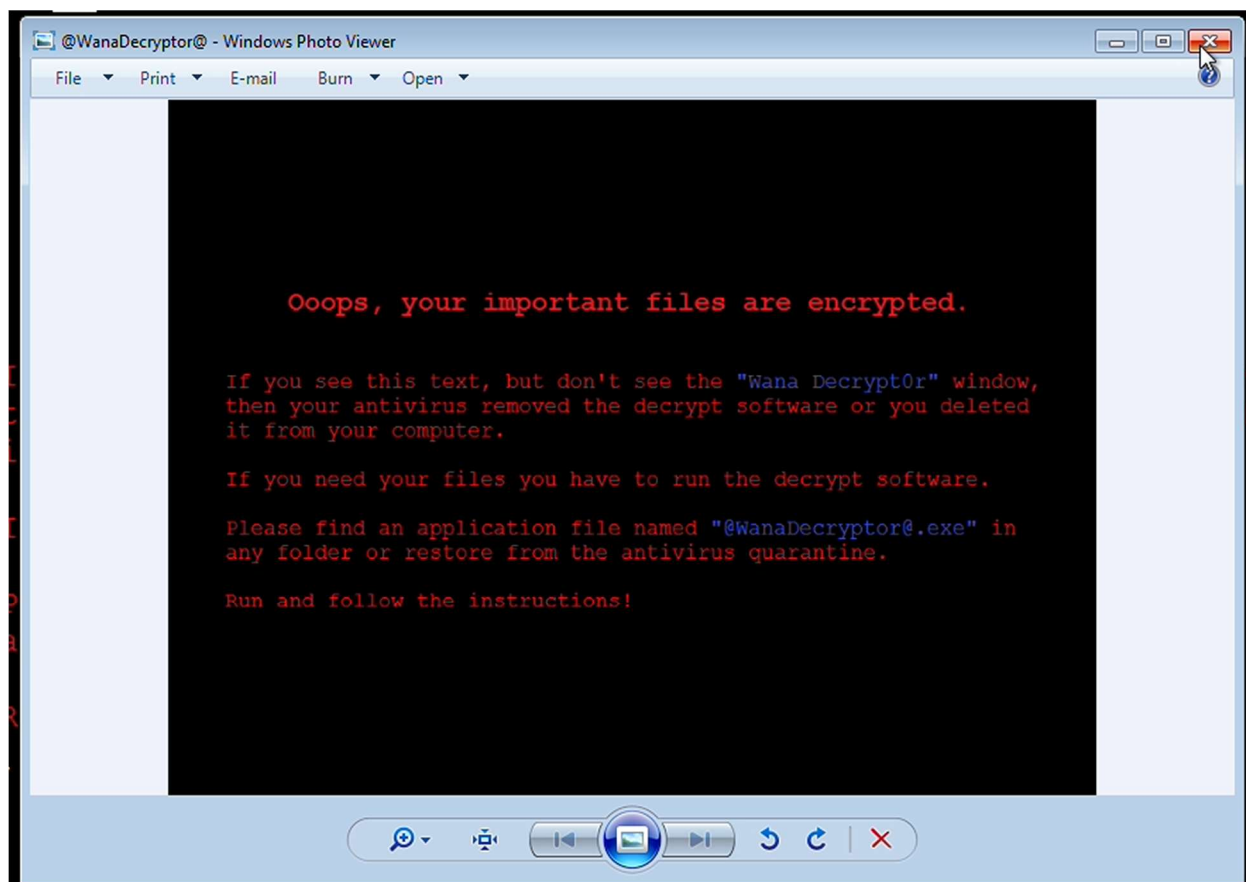 @WanaDecryptor@ - Windows Photo Viewer
File Print E-mail Burn Open
Ooops, your important files are encrypted.
If you see this text, but don't see the "Wana Decrypt0r" window,
then your antivirus removed the decrypt software or you deleted
it from your computer.
If you need your files you have to run the decrypt software.
Please find an application file named "@WanaDecryptor@.exe" in
any folder or restore from the antivirus quarantine.
Run and follow the instructions!